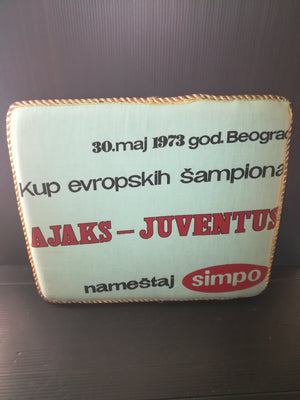 30.maj 1973 god. Beograd
Kup evropskih šampiona
AJAKS – JUVENTUS
nameštaj simpo